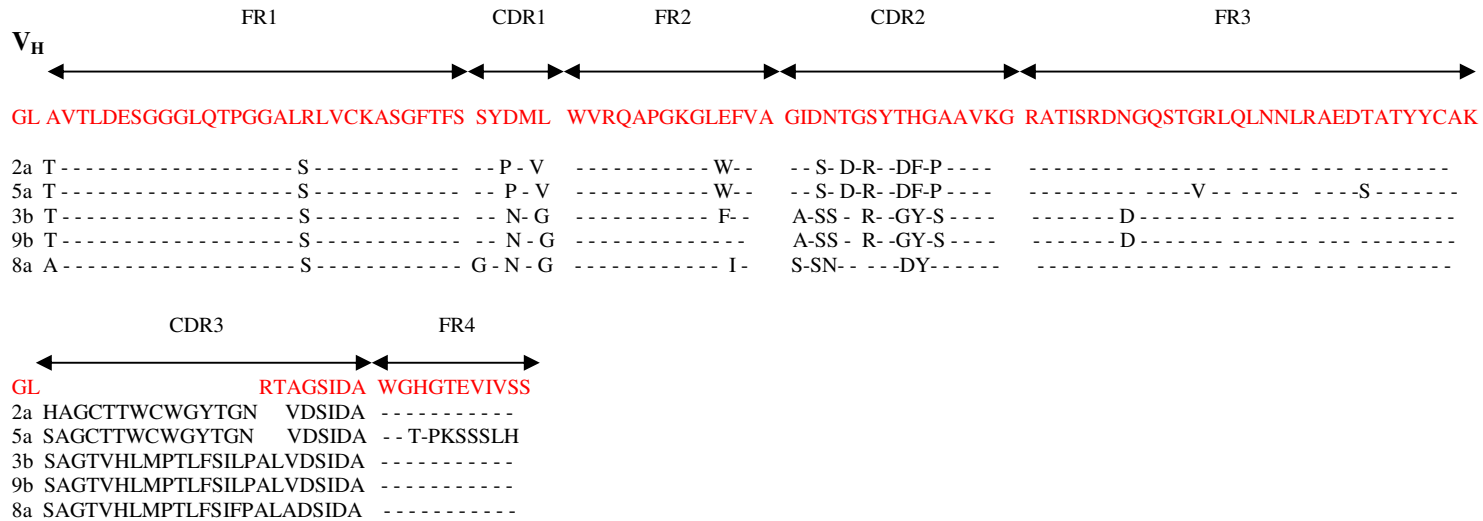 FR1 CDR1 FR2 CDR2 FR3
VH
GL AVTLDESGGGLQTPGGALRLVCKASGFTFS SYDML WVRQAPGKGLEFVA GIDNTGSYTHGAAVKG RATISRDNGQSTGRLQLNNLRAEDTATYYCAK
2a T - - - - - - - - - - - - - - - - - S - - - - - - - - - - - - - - P - V - - - - - - - - - - - W - - - - S - D - R - - DF - P - - - - - - - - - - - - - - - - - - - - - - - - - - - - - - - - - - - -
5a T - - - - - - - - - - - - - - - - - S - - - - - - - - - - - - - - P - V - - - - - - - - - - - W - - - - S - D - R - - DF - P - - - - - - - - - - - - - - - - - V - - - - - - - - - - - S - - - - - - -
3b T - - - - - - - - - - - - - - - - - S - - - - - - - - - - - - - - N - G - - - - - - - - - - - F - - A - SS - R - - GY - S - - - - - - - - - - - D - - - - - - - - - - - - - - - - - - - - - - - -
9b T - - - - - - - - - - - - - - - - - S - - - - - - - - - - - - - - N - G - - - - - - - - - - - - - - A - SS - R - - GY - S - - - - - - - - - - - D - - - - - - - - - - - - - - - - - - - - - - - -
8a A - - - - - - - - - - - - - - - - - S - - - - - - - - - - - - G - N - G - - - - - - - - - - - - I - S - SN - - - - - DY - - - - - - - - - - - - - - - - - - - - - - - - - - - - - - - - - - - - - -
CDR3 FR4
GL RTAGSIDA WGHGTEVIVSS
2a HAGCTTWCWGYTGN VDSIDA - - - - - - - - - - -
5a SAGCTTWCWGYTGN VDSIDA - - T-PKSSSLH
3b SAGTVHLMPTLFSILPALVDSIDA - - - - - - - - - - -
9b SAGTVHLMPTLFSILPALVDSIDA - - - - - - - - - - -
8a SAGTVHLMPTLFSIFPALADSIDA - - - - - - - - - - -